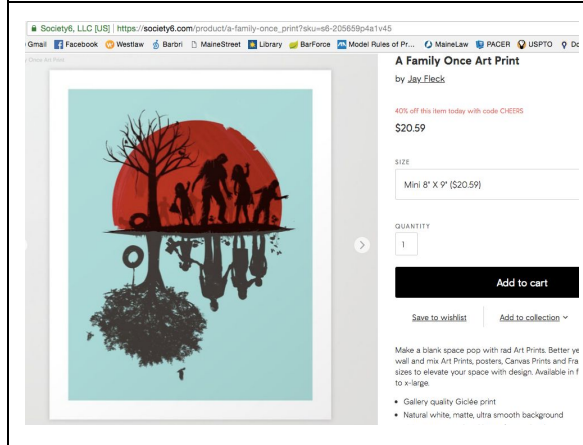 Society6, LLC [US] | https://society6.com/product/a-family-once_print?sku=s6-205659p4a1v45
Gmail Facebook Westlaw Barbri MaineStreet Library BarForce Model Rules of Pr... MaineLaw PACER USPTO
Once Art Print
A Family Once Art Print
by Jay Fleck
40% off this item today with code CHEERS
$20.59
SIZE
Mini 8" X 9" ($20.59)
QUANTITY
1
Add to cart
Save to wishlist Add to collection
Make a blank space pop with rad Art Prints. Better ye
wall and mix Art Prints, posters, Canvas Prints and Fra
sizes to elevate your space with design. Available in f
to x-large.
• Gallery quality Giclée print
• Natural white, matte, ultra smooth background